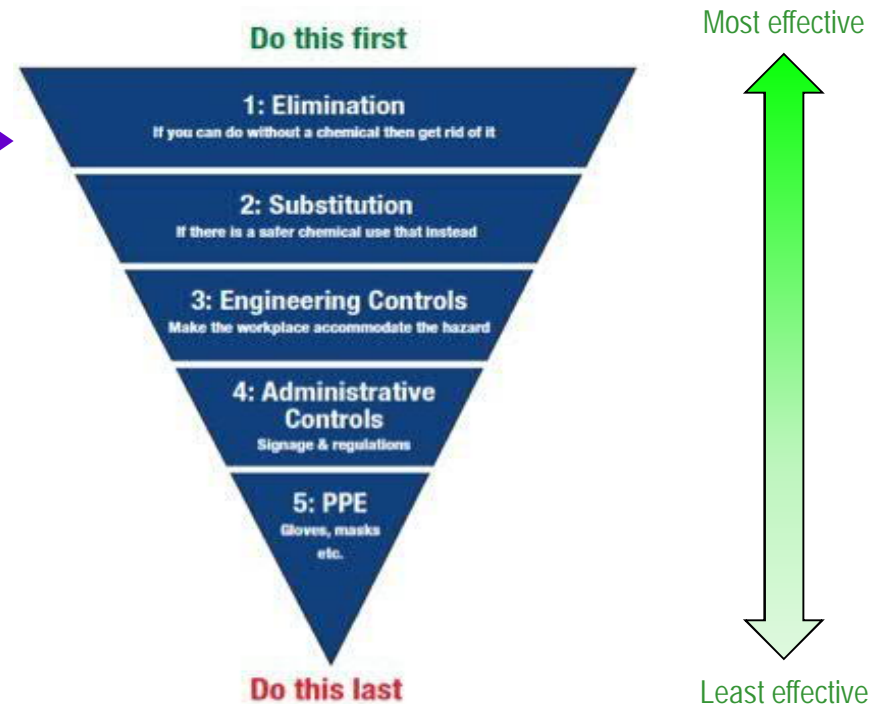 Do this first
Most effective
1: Elimination
If you can do without a chemical then get rid of it
2: Substitution
If there is a safer chemical use that instead
3: Engineering Controls
Make the workplace accommodate the hazard
4: Administrative
Controls
Signage & regulations
5: PPE
Gloves, masks
etc.
Do this last
Least effective